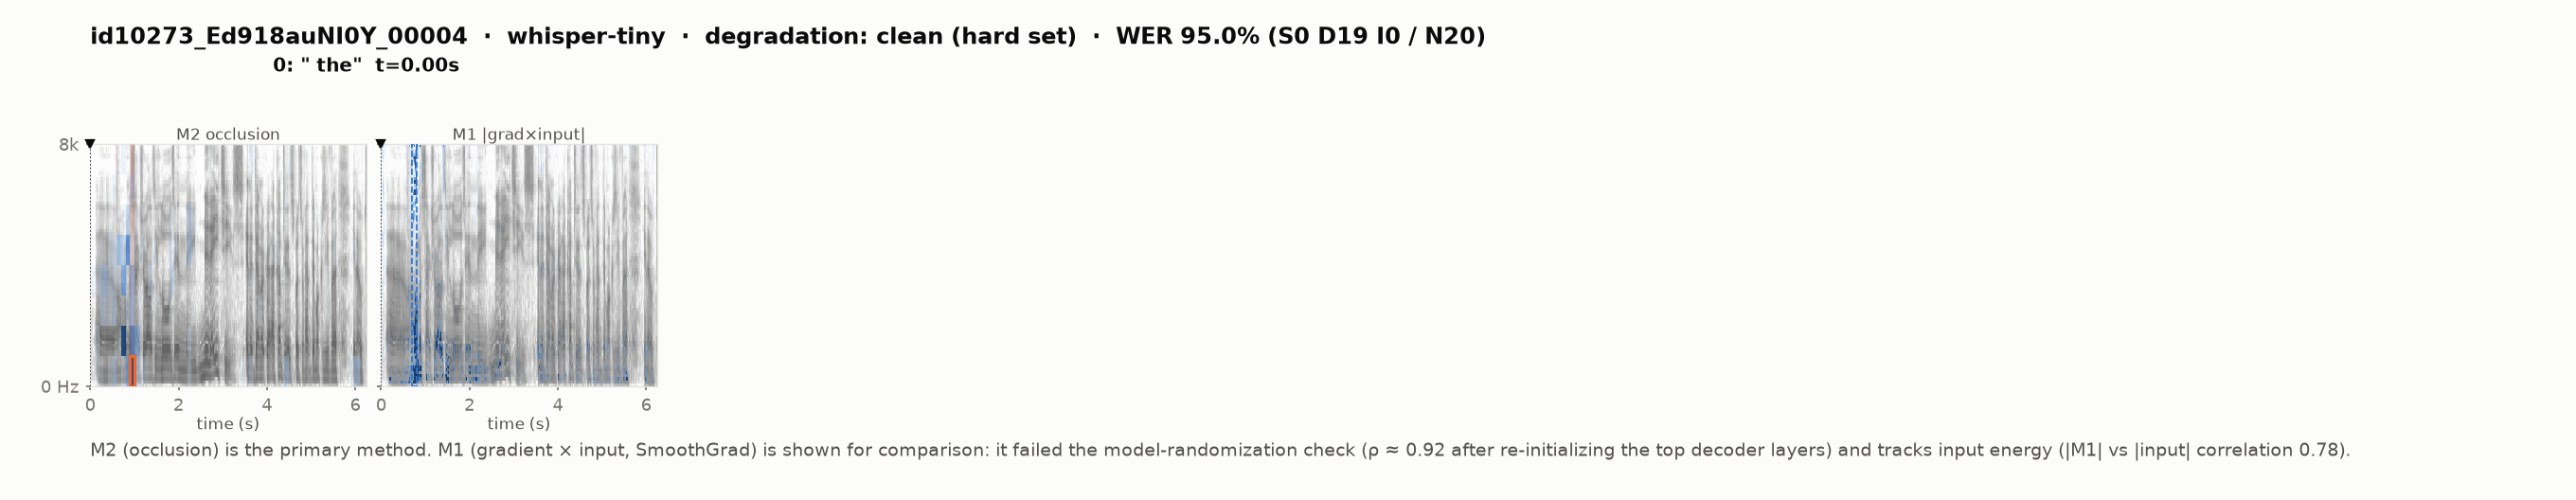 id10273_Ed918auNI0Y_00004 · whisper-tiny · degradation: clean (hard set) · WER 95.0% (S0 D19 I0 / N20)
0: " the" t=0.00s
M2 occlusion M1 |grad×input|
8k
0 Hz
0 2 4 6 0 2 4 6
time (s) time (s)
M2 (occlusion) is the primary method. M1 (gradient × input, SmoothGrad) is shown for comparison: it failed the model-randomization check (ρ ≈ 0.92 after re-initializing the top decoder layers) and tracks input energy (|M1| vs |input| correlation 0.78).